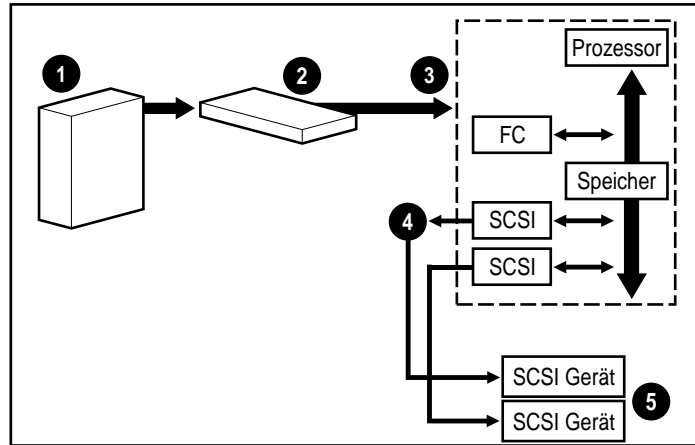 1
2
3
Prozessor
FC
Speicher
4
SCSI
SCSI
SCSI Gerät
5
SCSI Gerät